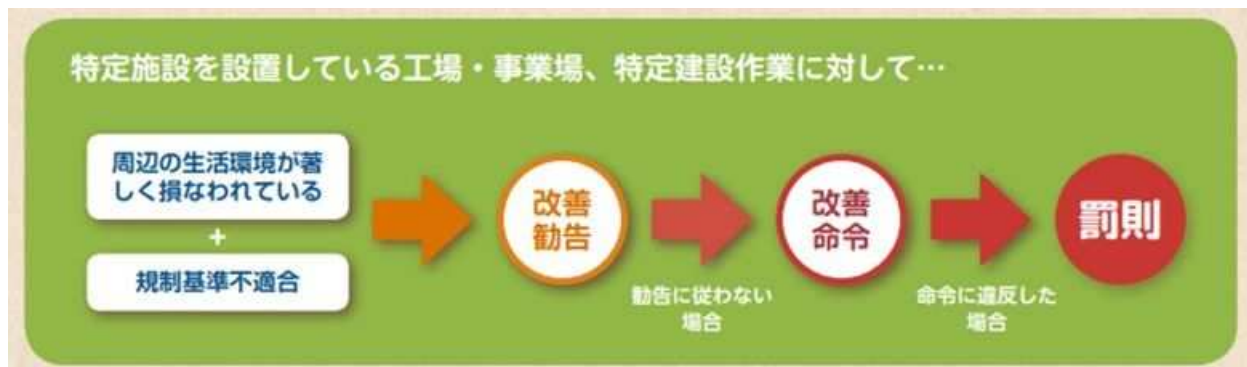 特定施設を設置している工場・事業場、特定建設作業に対して…
周辺の生活環境が著
しく損なわれている
+
規制基準不適合
改善
勧告
勧告に従わない
場合
改善
命令
命令に違反した
場合
罰則